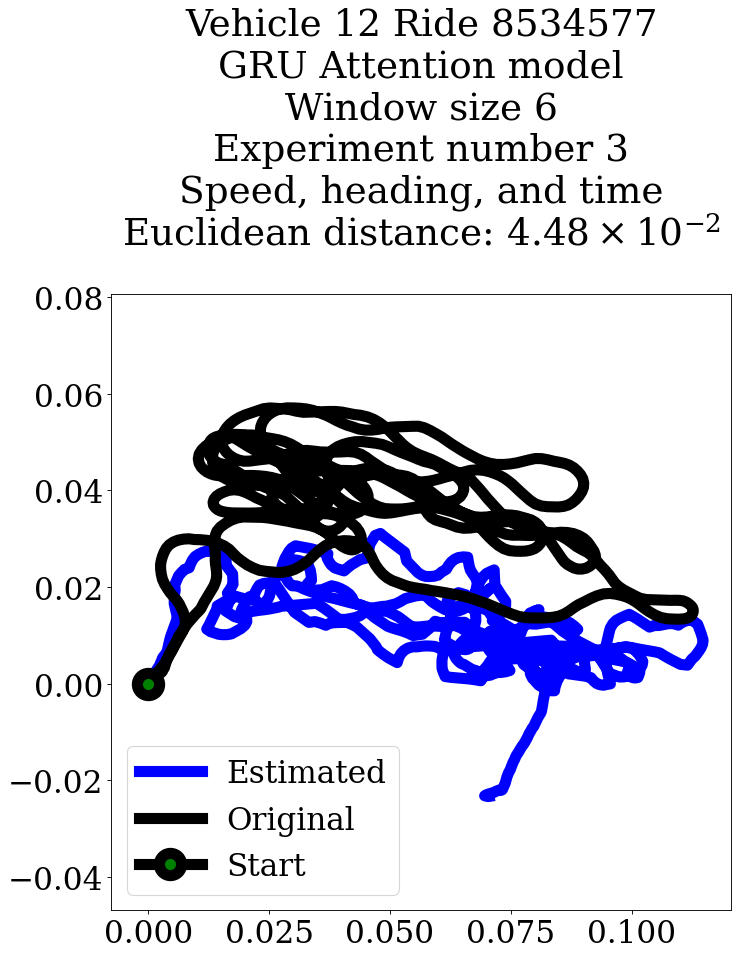 Vehicle 12 Ride 8534577
GRU Attention model
Window size 6
Experiment number 3
Speed, heading, and time
Euclidean distance: 4.48 × 10⁻²
0.08
0.06
0.04
0.02
0.00
−0.02
−0.04
Estimated
Original
Start
0.000 0.025 0.050 0.075 0.100